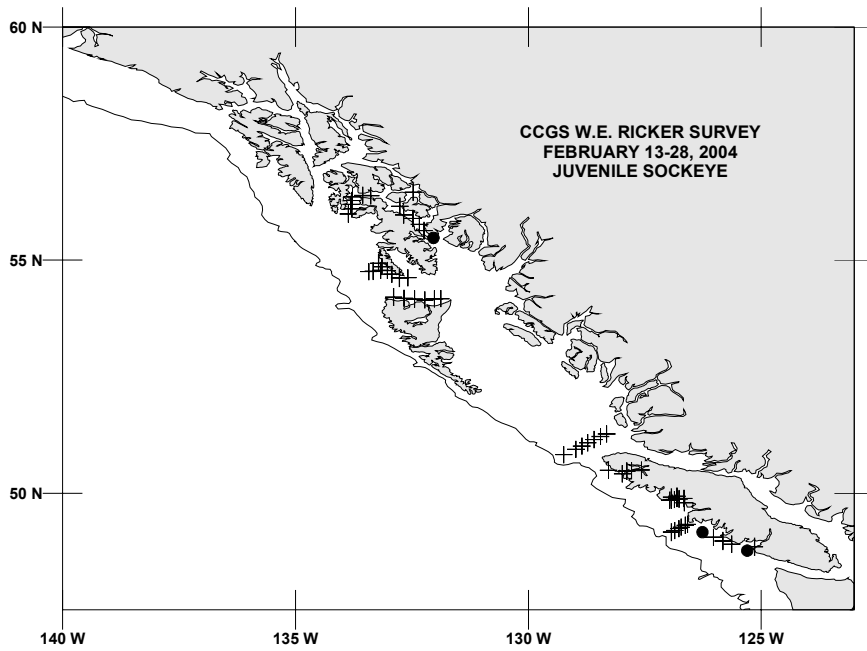 60 N
CCGS W.E. RICKER SURVEY
FEBRUARY 13-28, 2004
JUVENILE SOCKEYE
55 N
50 N
140 W 135 W 130 W 125 W